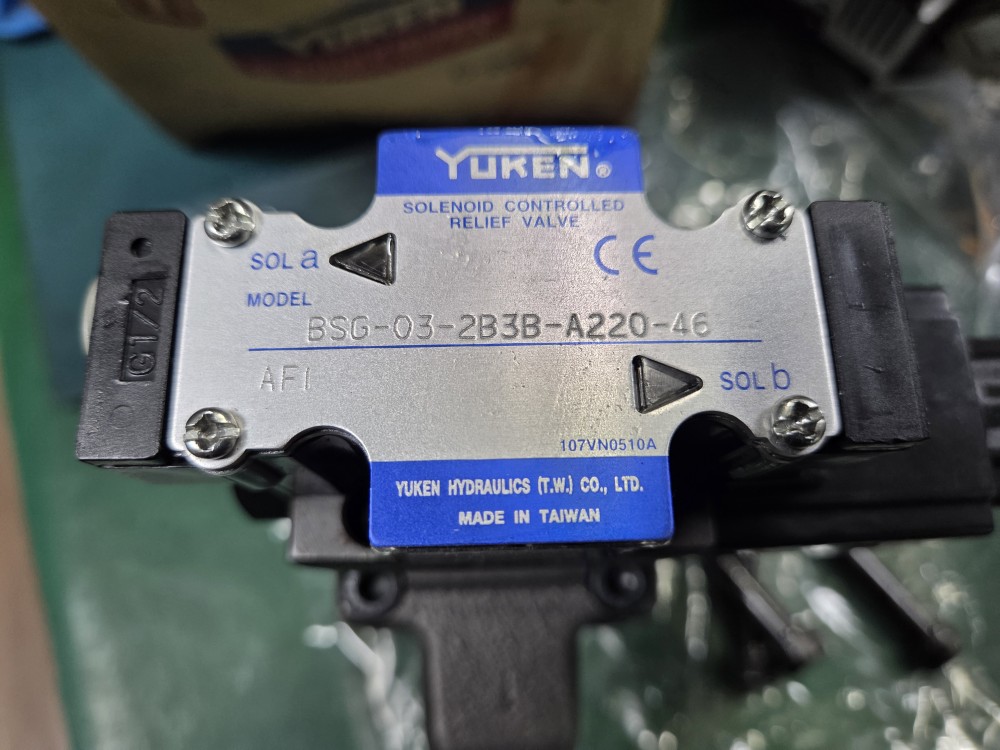 YUKEN
YUKEN®
SOLENOID CONTROLLED
RELIEF VALVE
SOL a
CE
MODEL
BSG-03-2B3B-A220-46
AFI
SOL b
107VN0510A
YUKEN HYDRAULICS (T.W.) CO., LTD.
MADE IN TAIWAN
G1/2